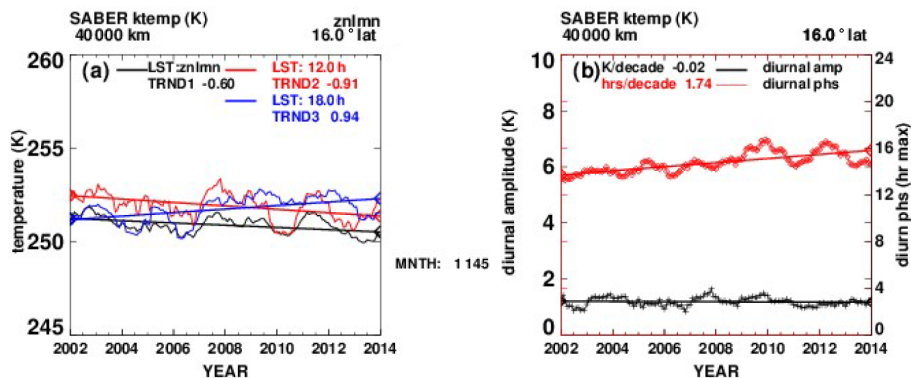 SABER ktemp (K) znlmn
40000 km 16.0° lat
260
255
250
245
temperature (K)
(a)
LST:znlmn
TRND1 -0.60
LST: 12.0 h
TRND2 -0.91
LST: 18.0 h
TRND3 0.94
2002 2004 2006 2008 2010 2012 2014
YEAR
MNTH: 1145
SABER ktemp (K)
40000 km 16.0° lat
10
8
6
4
2
0
diurnal amplitude (K)
(b)
K/decade -0.02 diurnal amp
hrs/decade 1.74 diurnal phs
24
20
16
12
8
4
0
diurn phs (hr max)
2002 2004 2006 2008 2010 2012 2014
YEAR